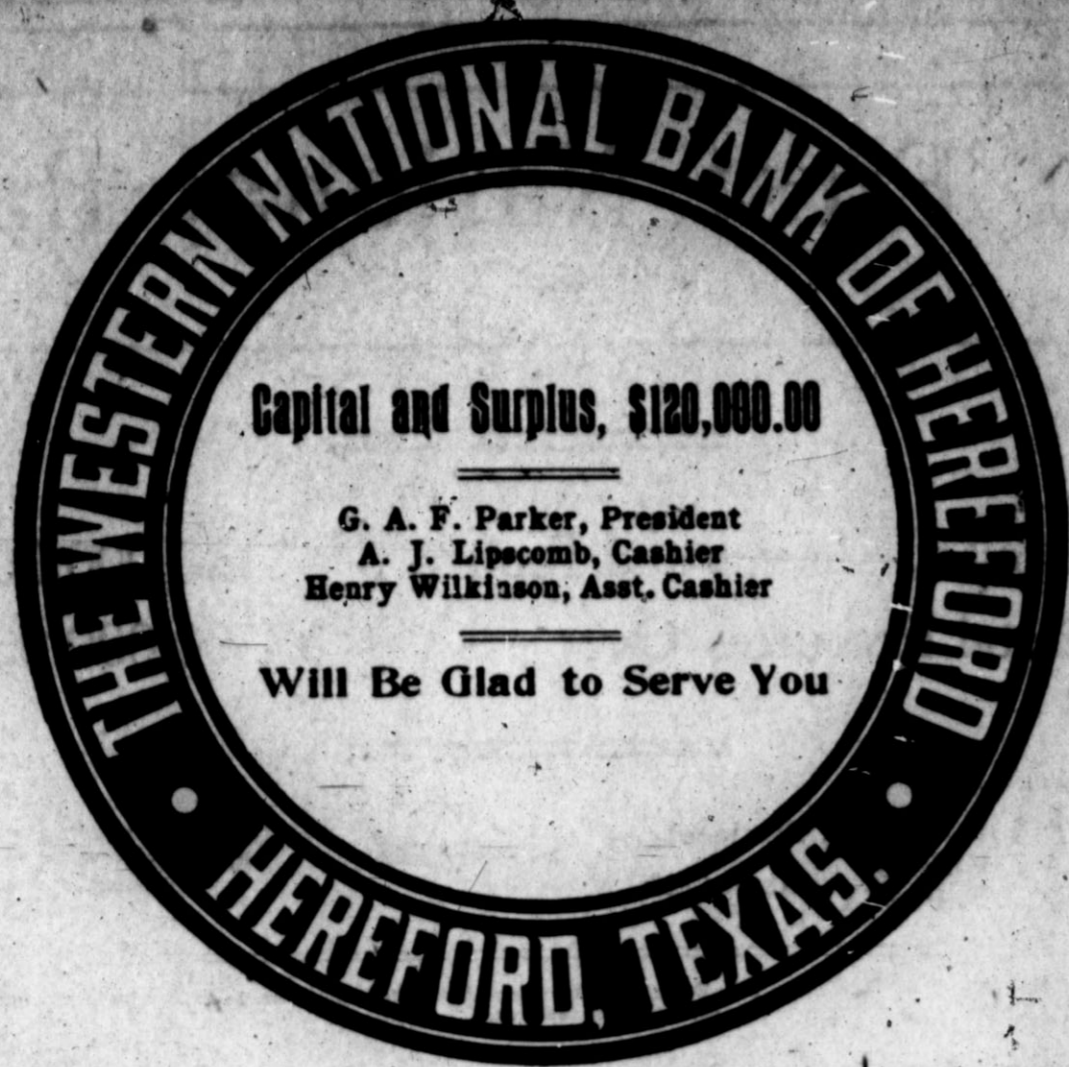 THE WESTERN NATIONAL BANK OF HEREFORD
Capital and Surplus, $120,000.00
G. A. F. Parker, President
A. J. Lipscomb, Cashier
Henry Wilkinson, Asst. Cashier
Will Be Glad to Serve You
HEREFORD, TEXAS.